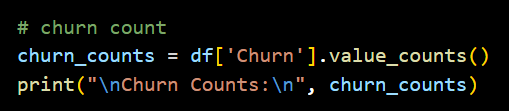 # churn count
churn_counts = df['Churn'].value_counts()
print("\nChurn Counts:\n", churn_counts)